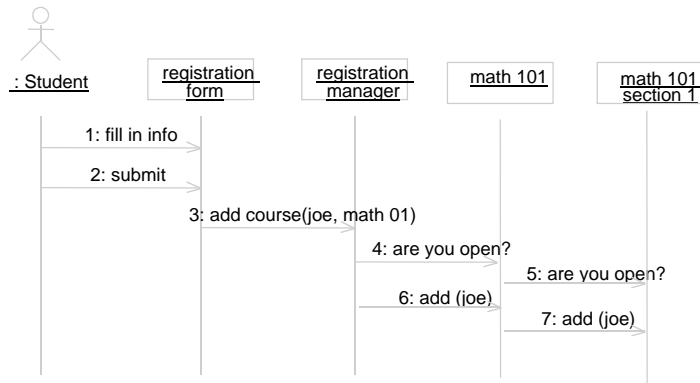 : Student
registration
form
registration
manager
math 101
math 101
section 1
1: fill in info
2: submit
3: add course(joe, math 01)
4: are you open?
5: are you open?
6: add (joe)
7: add (joe)